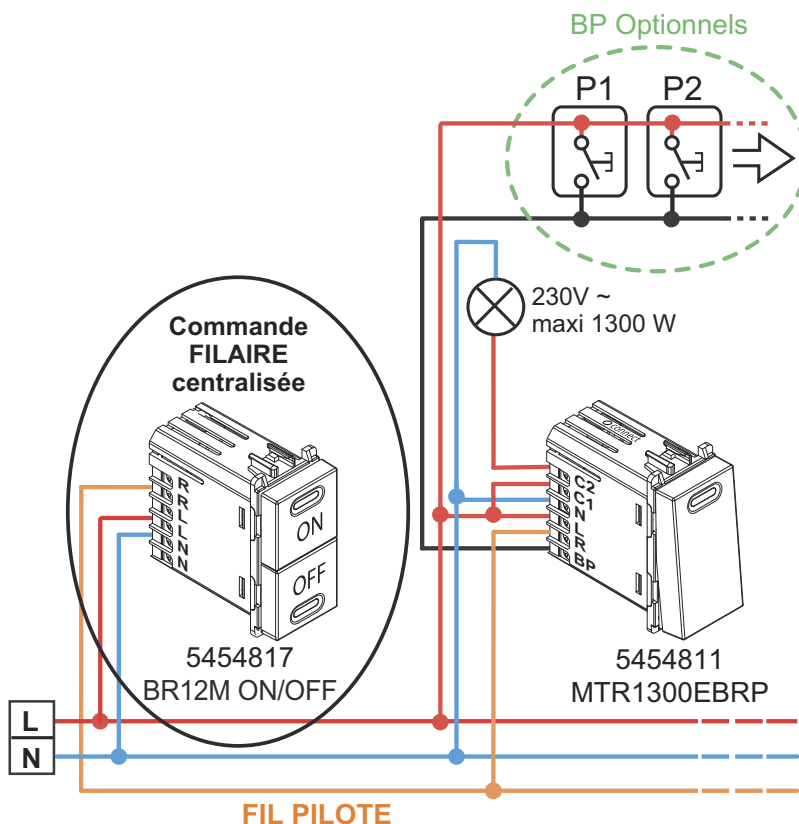 BP Optionnels
P1 P2
230V ~
maxi 1300 W
Commande
FILAIRE
centralisée
R
R
L
L
N
N
ON
OFF
connect
C2
C1
N
L
R
BP
5454817
BR12M ON/OFF
5454811
MTR1300EBRP
L
N
FIL PILOTE